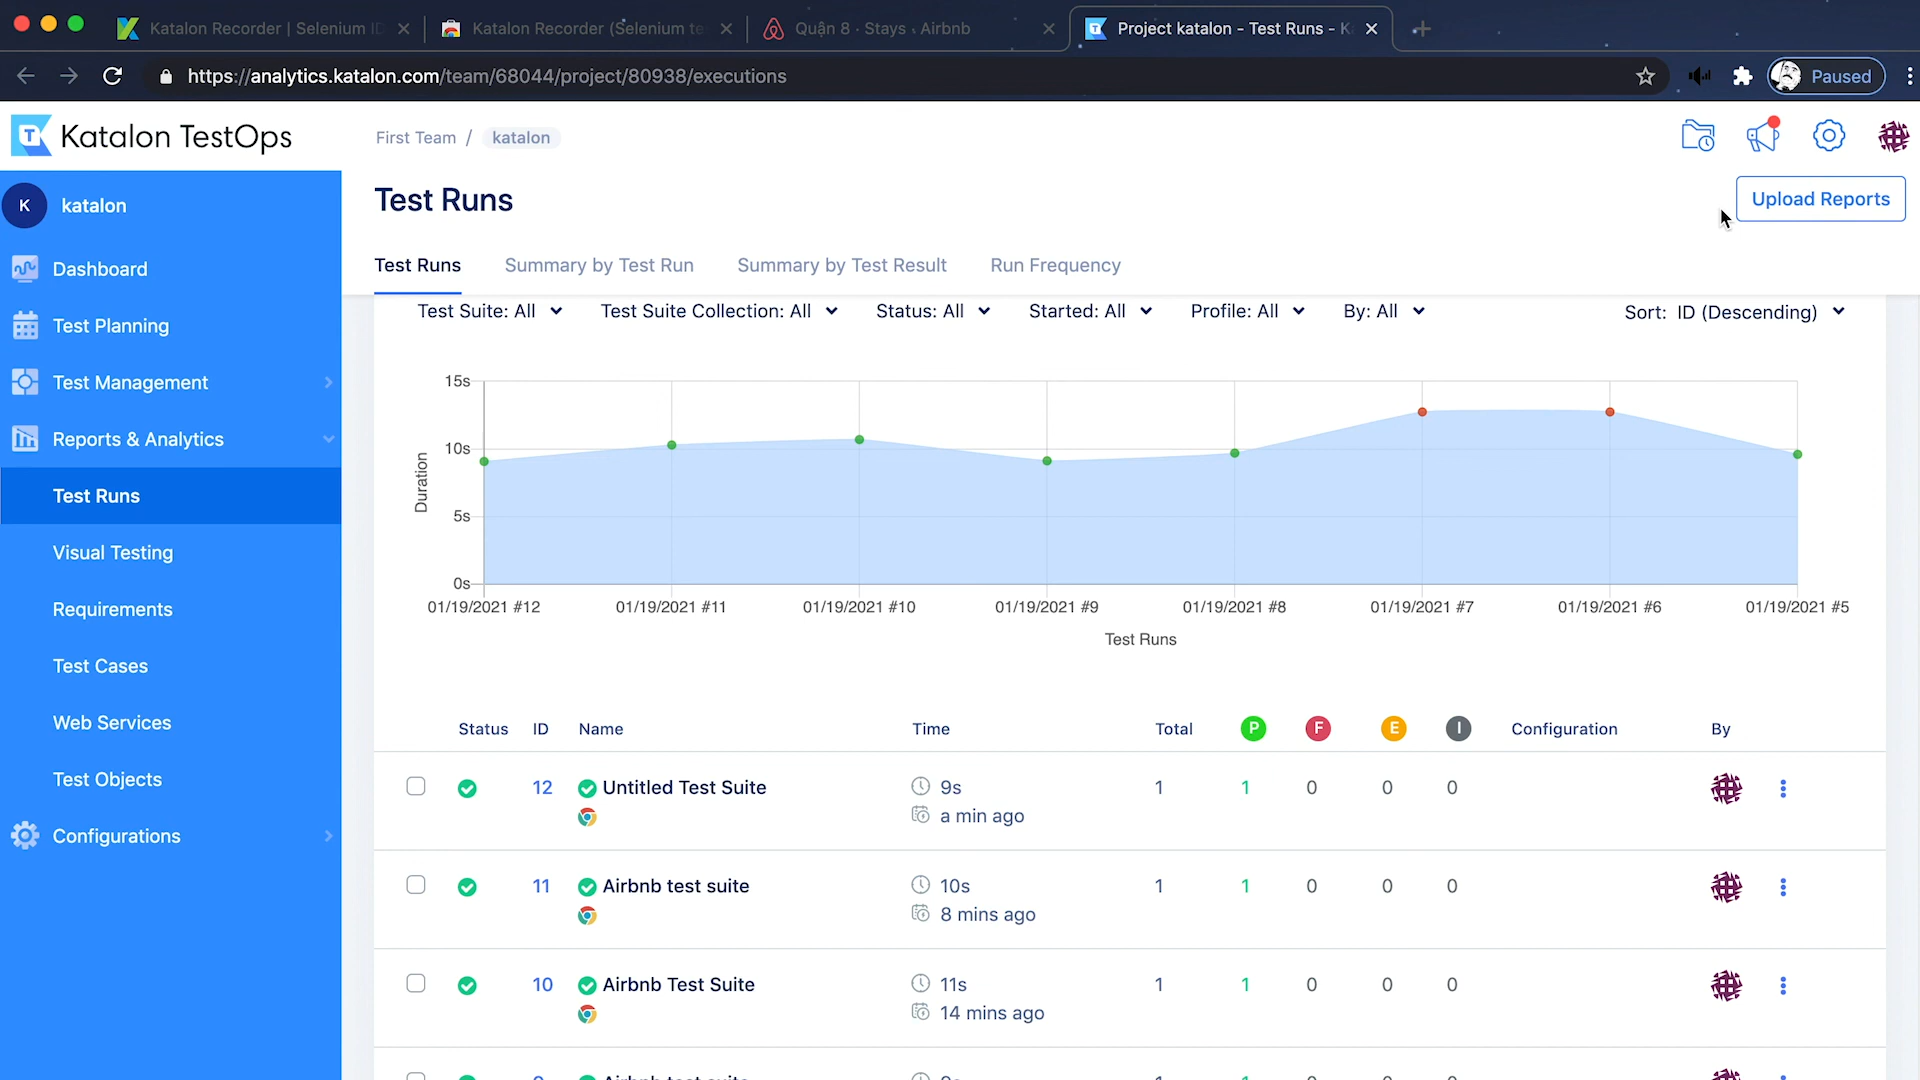 Katalon Recorder | Selenium ID
Katalon Recorder (Selenium te
Quận 8 · Stays · Airbnb
Project katalon - Test Runs - K
https://analytics.katalon.com/team/68044/project/80938/executions
Paused
Katalon TestOps
First Team / katalon
K katalon
Test Runs
Upload Reports
Dashboard
Test Planning
Test Management
Reports & Analytics
Test Runs
Visual Testing
Requirements
Test Cases
Web Services
Test Objects
Configurations
Test Runs Summary by Test Run Summary by Test Result Run Frequency
Test Suite: All Test Suite Collection: All Status: All Started: All Profile: All By: All Sort: ID (Descending)
Duration
15s
10s
5s
0s
01/19/2021 #12 01/19/2021 #11 01/19/2021 #10 01/19/2021 #9 01/19/2021 #8 01/19/2021 #7 01/19/2021 #6 01/19/2021 #5
Test Runs
Status ID Name Time Total P F E I Configuration By
12 Untitled Test Suite 9s 1 1 0 0 0
a min ago
11 Airbnb test suite 10s 1 1 0 0 0
8 mins ago
10 Airbnb Test Suite 11s 1 1 0 0 0
14 mins ago